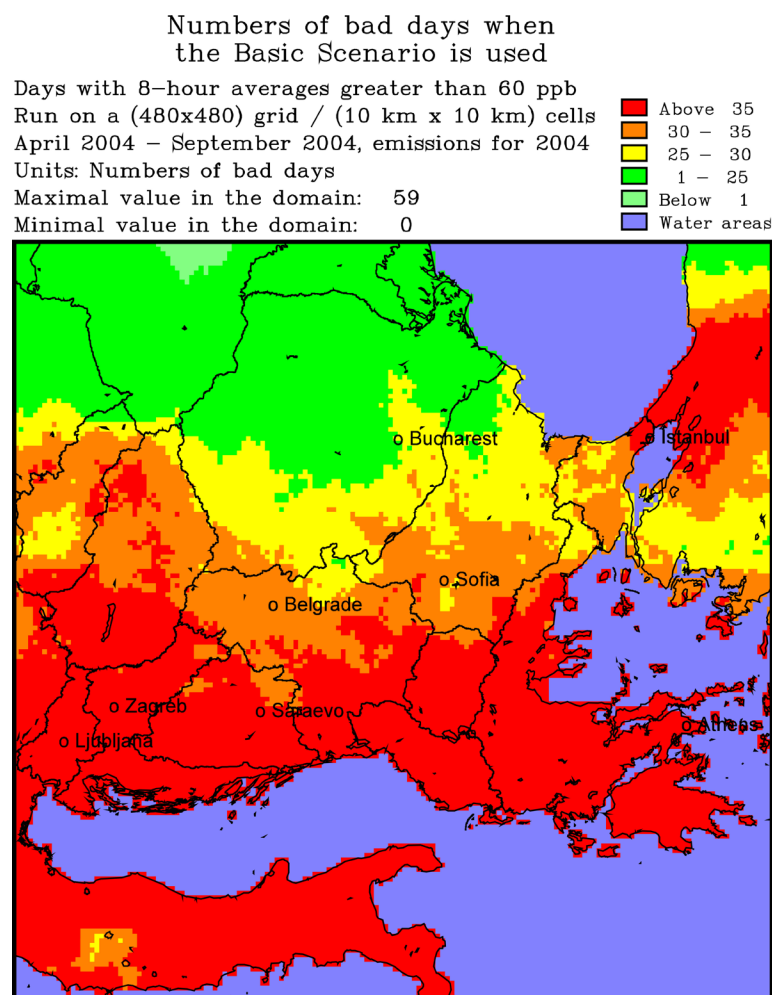 Numbers of bad days when
the Basic Scenario is used
Days with 8-hour averages greater than 60 ppb
Run on a (480x480) grid / (10 km x 10 km) cells
April 2004 - September 2004, emissions for 2004
Units: Numbers of bad days
Maximal value in the domain: 59
Minimal value in the domain: 0
Above 35
30 - 35
25 - 30
1 - 25
Below 1
Water areas
o Bucharest
o Istanbul
o Sofia
o Belgrade
o Zagreb
o Saraevo
o Ljubljana
o Athens